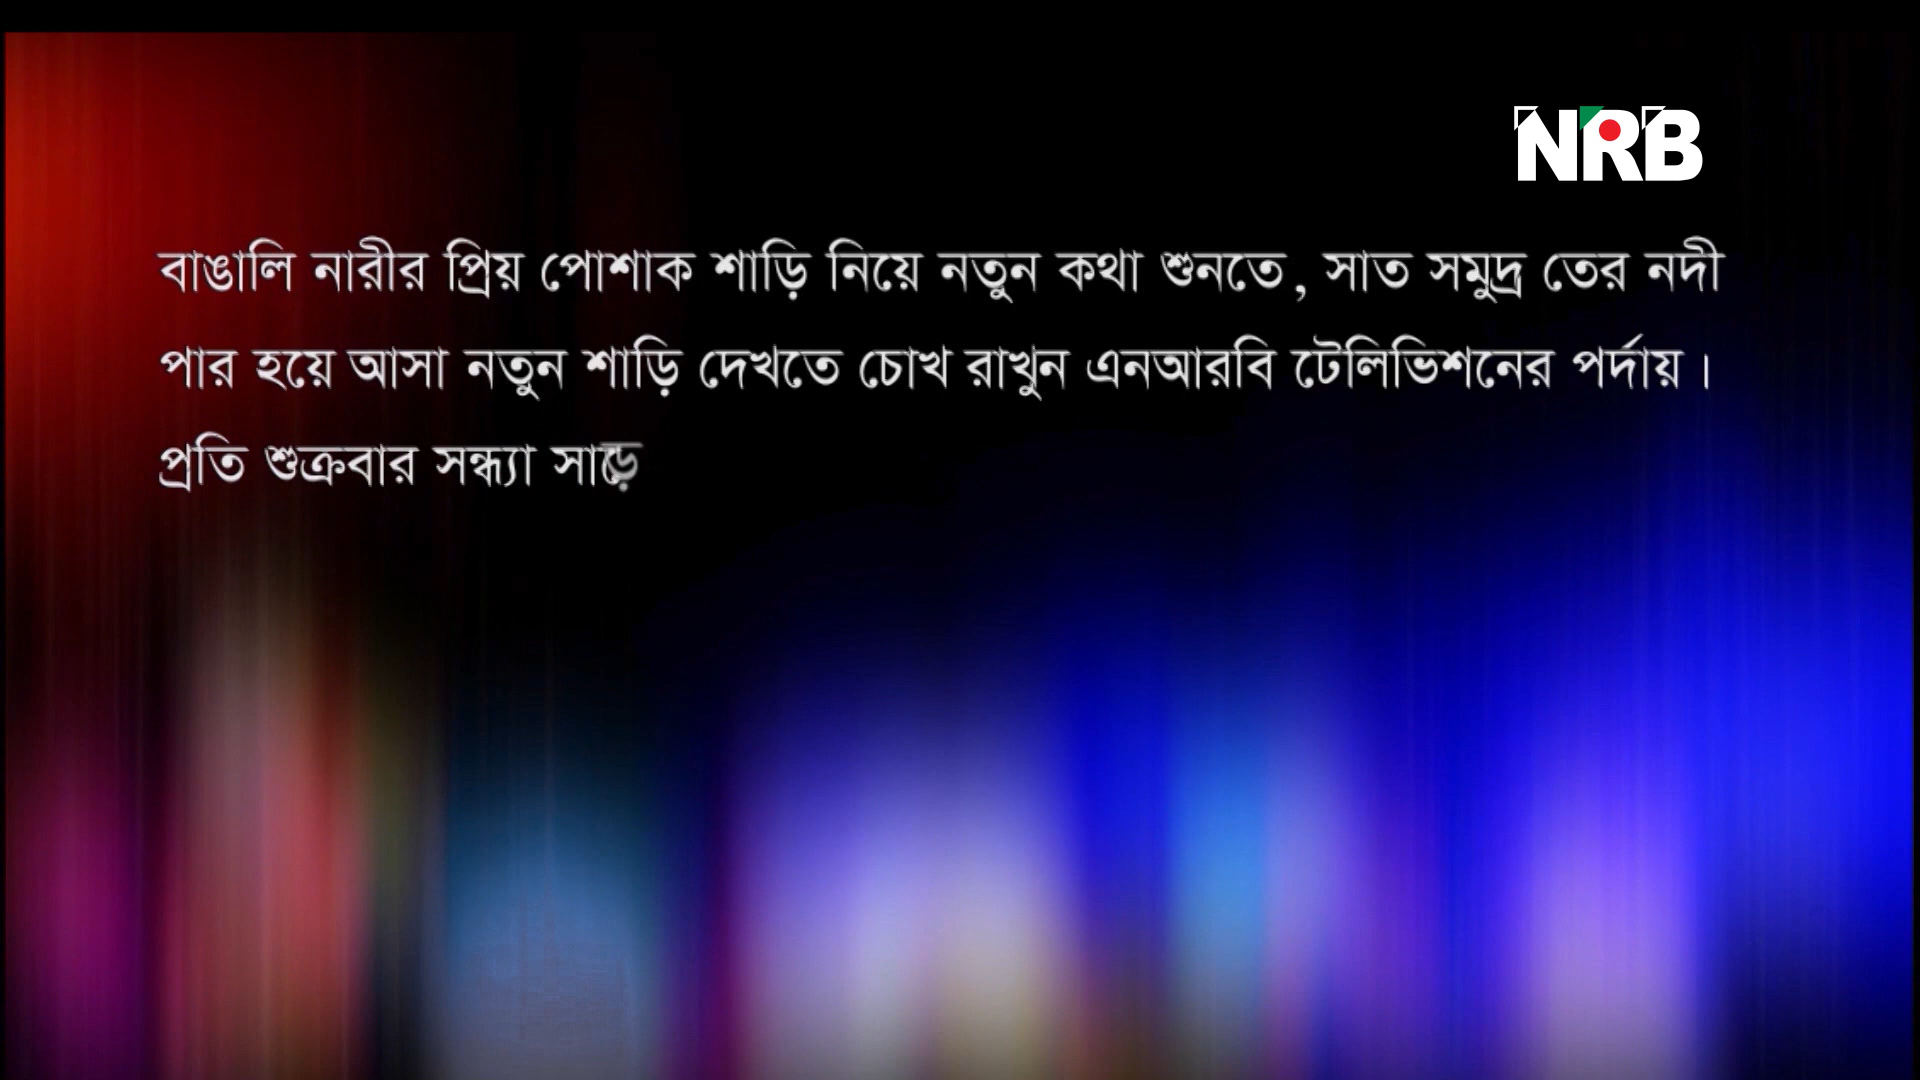 NRB
বাঙালি নারীর প্রিয় পোশাক শাড়ি নিয়ে নতুন কথা শুনতে, সাত সমুদ্র তের নদী
পার হয়ে আসা নতুন শাড়ি দেখতে চোখ রাখুন এনআরবি টেলিভিশনের পর্দায়।
প্রতি শুক্রবার সন্ধ্যা সাড়ে